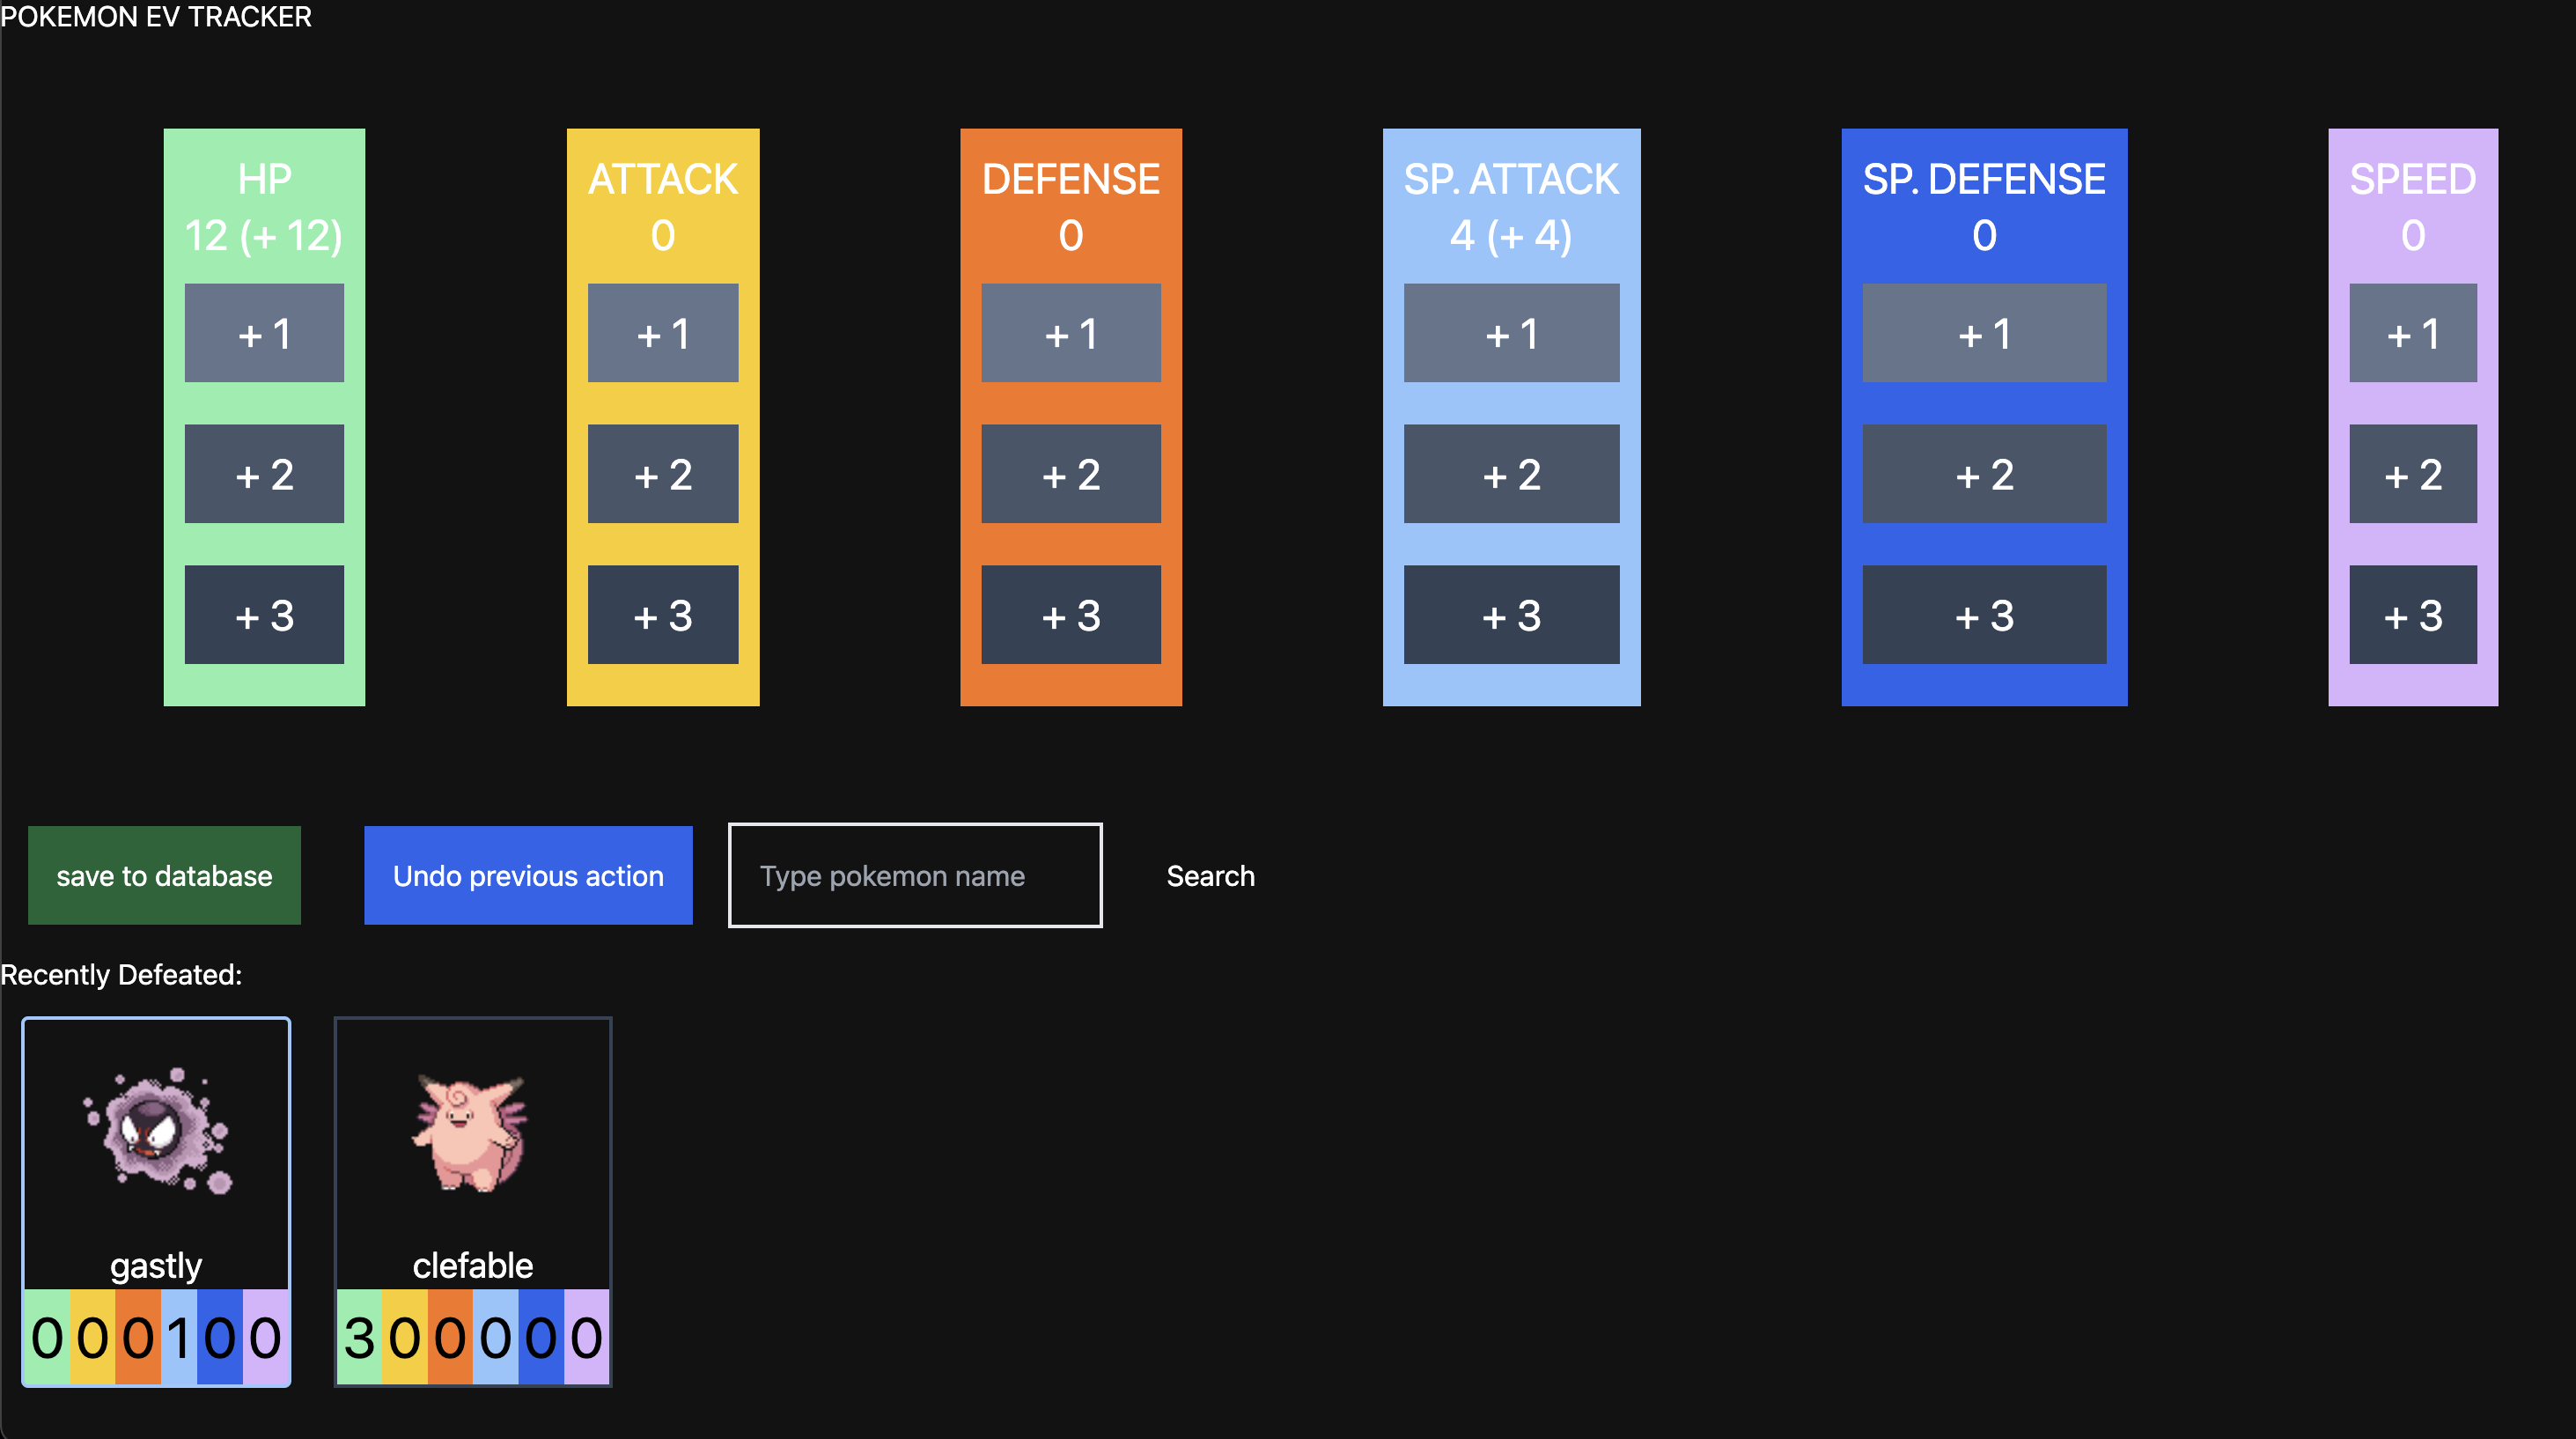 POKEMON EV TRACKER
HP ATTACK DEFENSE SP. ATTACK SP. DEFENSE SPEED
12 (+ 12) 0 0 4 (+ 4) 0 0
+ 1 + 1 + 1 + 1 + 1 + 1
+ 2 + 2 + 2 + 2 + 2 + 2
+ 3 + 3 + 3 + 3 + 3 + 3
save to database Undo previous action Type pokemon name Search
Recently Defeated:
gastly clefable
0 0 0 1 0 0 3 0 0 0 0 0